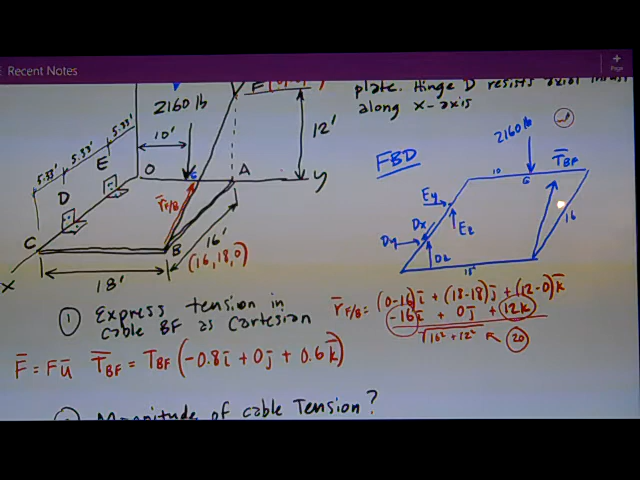 Recent Notes
Page
plate. Hinge D resists axial thrust
along x-axis
2160 lb
12'
10'
5.33'
5.33'
5.33'
O
A
y
E
D
G
r̄F/B
C
B
16'
(16,18,0)
18'
x
FBD
2160 lb
T̄BF
10
G
Ey
Ez
16
Dx
Dy
Dz
18'
① Express tension in
cable BF as Cartesian
r̄F/B = (0-16)ī + (18-18)j̄ + (12-0)k̄
-16ī + 0j̄ + 12k̄
√16² + 12² 20
F̄ = Fū T̄BF = TBF (-0.8ī + 0j̄ + 0.6k̄)
Magnitude of cable Tension?